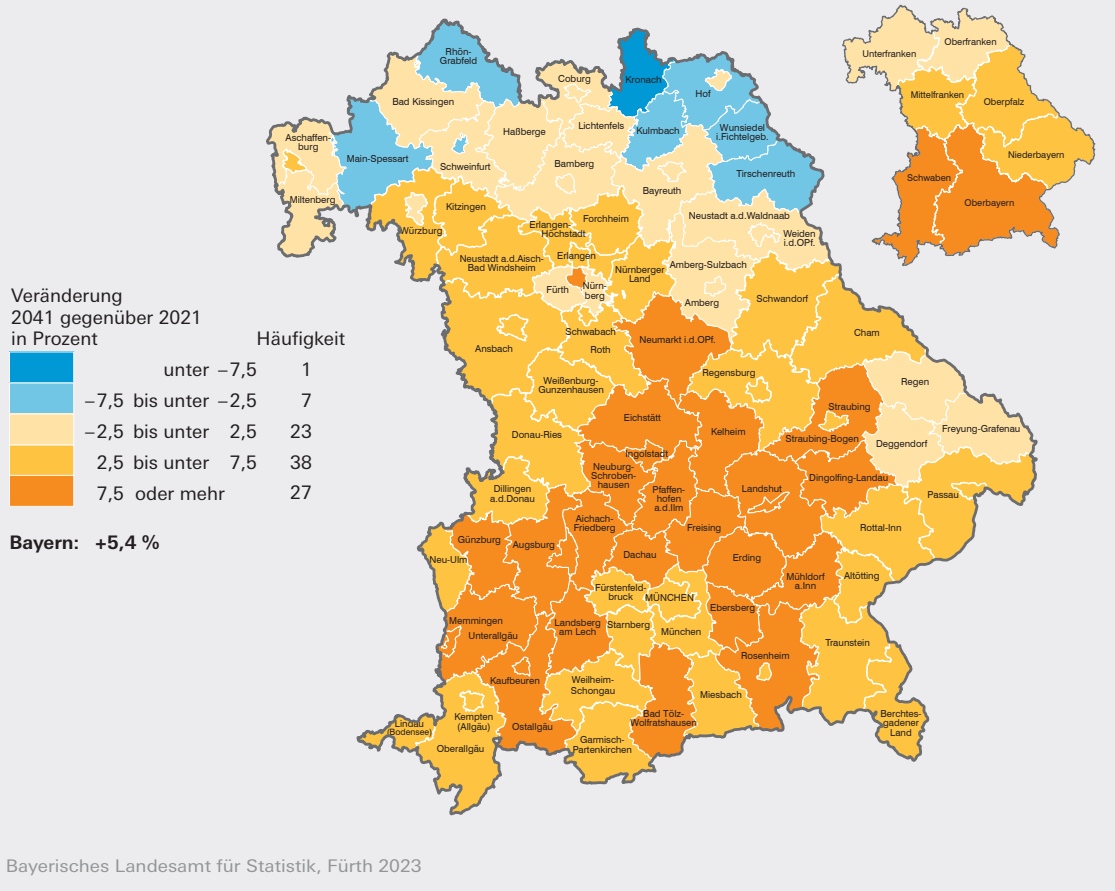 Rhön-
Grabfeld
Coburg
Kronach
Hof
Bad Kissingen
Lichtenfels
Kulmbach
Wunsiedel
i.Fichtelgeb.
Haßberge
Aschaffen-
burg
Main-Spessart
Schweinfurt
Bamberg
Tirschenreuth
Bayreuth
Miltenberg
Kitzingen
Würzburg
Forchheim
Erlangen-
Höchstadt
Neustadt a.d.Waldnaab
Weiden
i.d.OPf.
Neustadt a.d.Aisch-
Bad Windsheim
Erlangen
Nürnberger
Land
Amberg-Sulzbach
Fürth
Nürn-
berg
Amberg
Schwandorf
Ansbach
Schwabach
Roth
Neumarkt i.d.OPf.
Cham
Weißenburg-
Gunzenhausen
Regensburg
Regen
Eichstätt
Straubing
Donau-Ries
Kelheim
Straubing-Bogen
Freyung-Grafenau
Deggendorf
Ingolstadt
Neuburg-
Schroben-
hausen
Dingolfing-Landau
Dillingen
a.d.Donau
Pfaffen-
hofen
a.d.Ilm
Landshut
Passau
Aichach-
Friedberg
Freising
Rottal-Inn
Günzburg
Augsburg
Neu-Ulm
Dachau
Erding
Mühldorf
a.Inn
Altötting
Fürstenfeld-
bruck
MÜNCHEN
Ebersberg
Memmingen
Unterallgäu
Landsberg
am Lech
Starnberg
München
Traunstein
Rosenheim
Kaufbeuren
Weilheim-
Schongau
Miesbach
Kempten
(Allgäu)
Ostallgäu
Bad Tölz-
Wolfratshausen
Berchtes-
gadener
Land
Lindau
(Bodensee)
Oberallgäu
Garmisch-
Partenkirchen
Unterfranken
Oberfranken
Mittelfranken
Oberpfalz
Niederbayern
Schwaben
Oberbayern
Veränderung
2041 gegenüber 2021
in Prozent Häufigkeit
unter −7,5 1
−7,5 bis unter −2,5 7
−2,5 bis unter 2,5 23
2,5 bis unter 7,5 38
7,5 oder mehr 27
Bayern: +5,4 %
Bayerisches Landesamt für Statistik, Fürth 2023